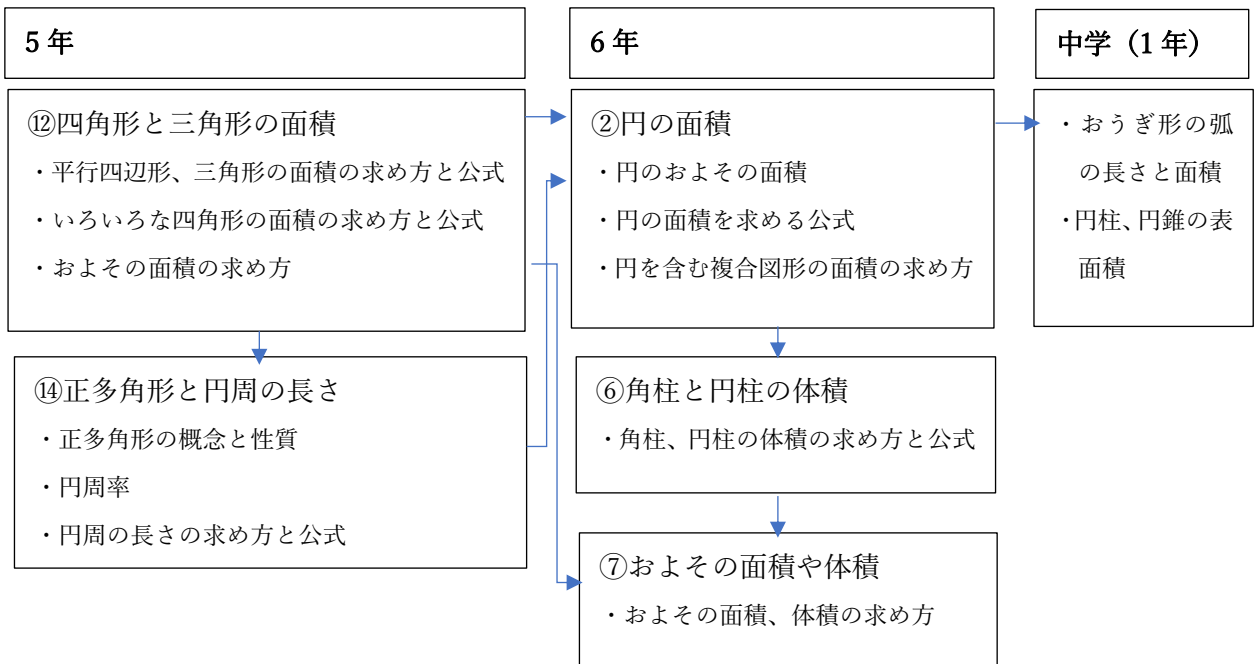 5年
⑫四角形と三角形の面積
・平行四辺形、三角形の面積の求め方と公式
・いろいろな四角形の面積の求め方と公式
・およその面積の求め方
⑭正多角形と円周の長さ
・正多角形の概念と性質
・円周率
・円周の長さの求め方と公式
6年
②円の面積
・円のおよその面積
・円の面積を求める公式
・円を含む複合図形の面積の求め方
⑥角柱と円柱の体積
・角柱、円柱の体積の求め方と公式
⑦およその面積や体積
・およその面積、体積の求め方
中学（1年）
・おうぎ形の弧
の長さと面積
・円柱、円錐の表
面積